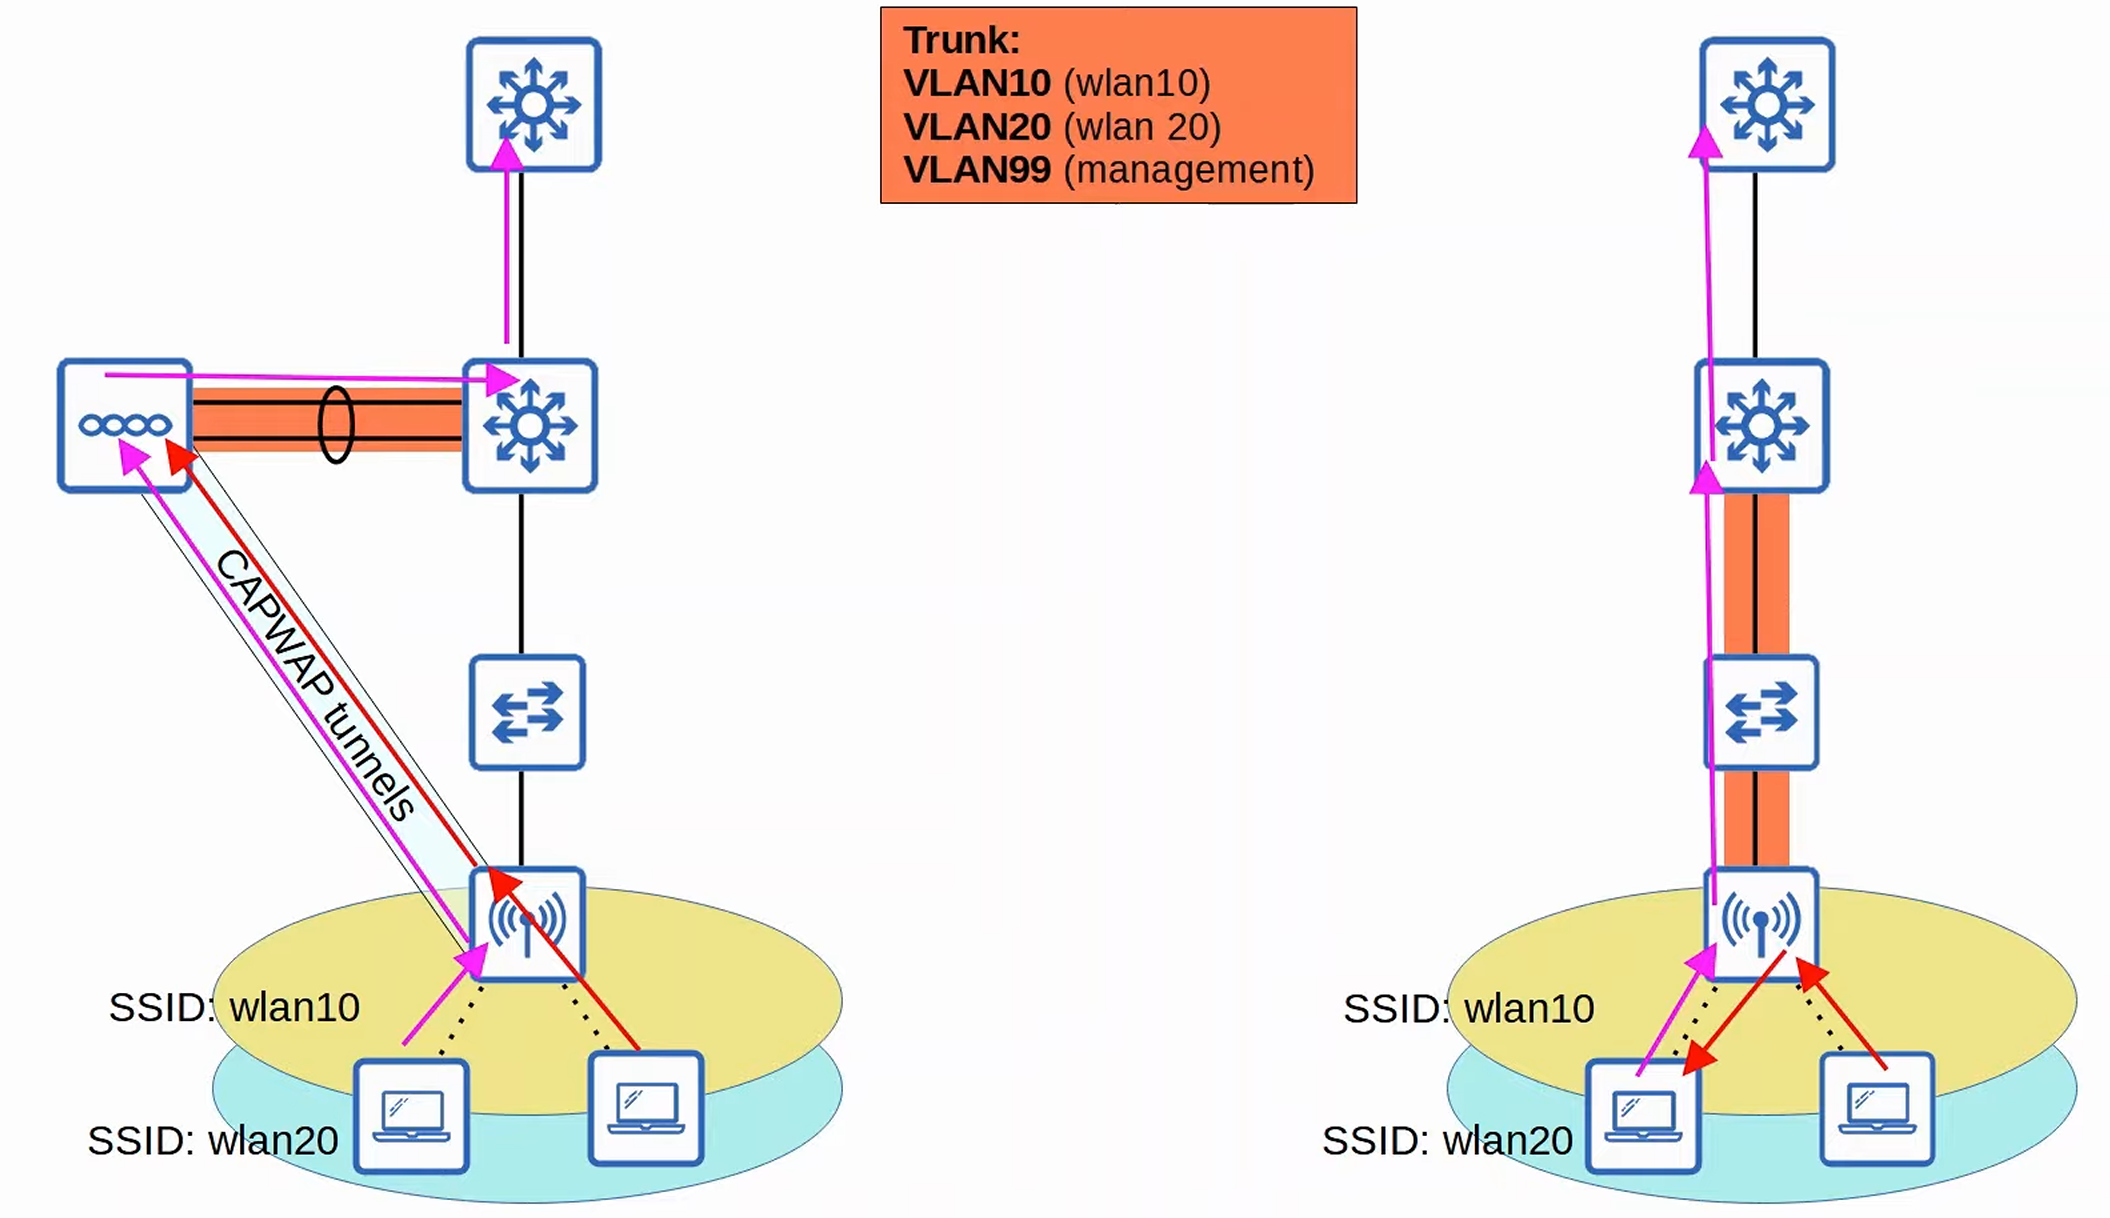 Trunk:
VLAN10 (wlan10)
VLAN20 (wlan 20)
VLAN99 (management)
CAPWAP tunnels
SSID: wlan10
SSID: wlan20
SSID: wlan10
SSID: wlan20